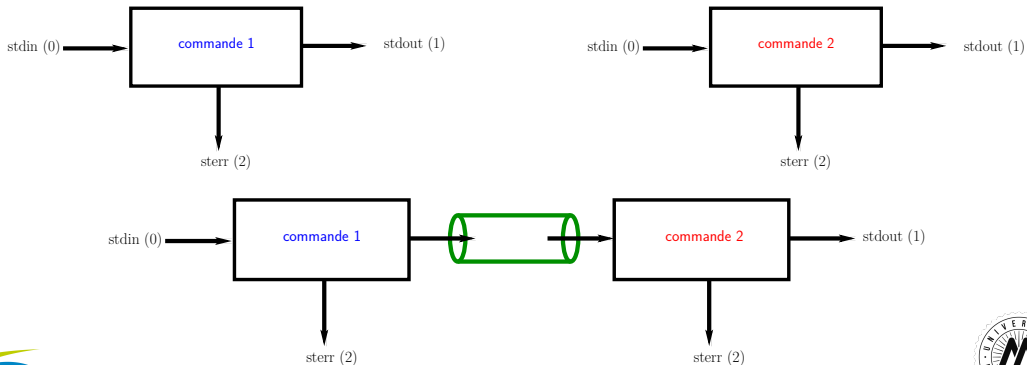 stdin (0)
commande 1
stdout (1)
sterr (2)
stdin (0)
commande 2
stdout (1)
sterr (2)
stdin (0)
commande 1
commande 2
stdout (1)
sterr (2)
sterr (2)